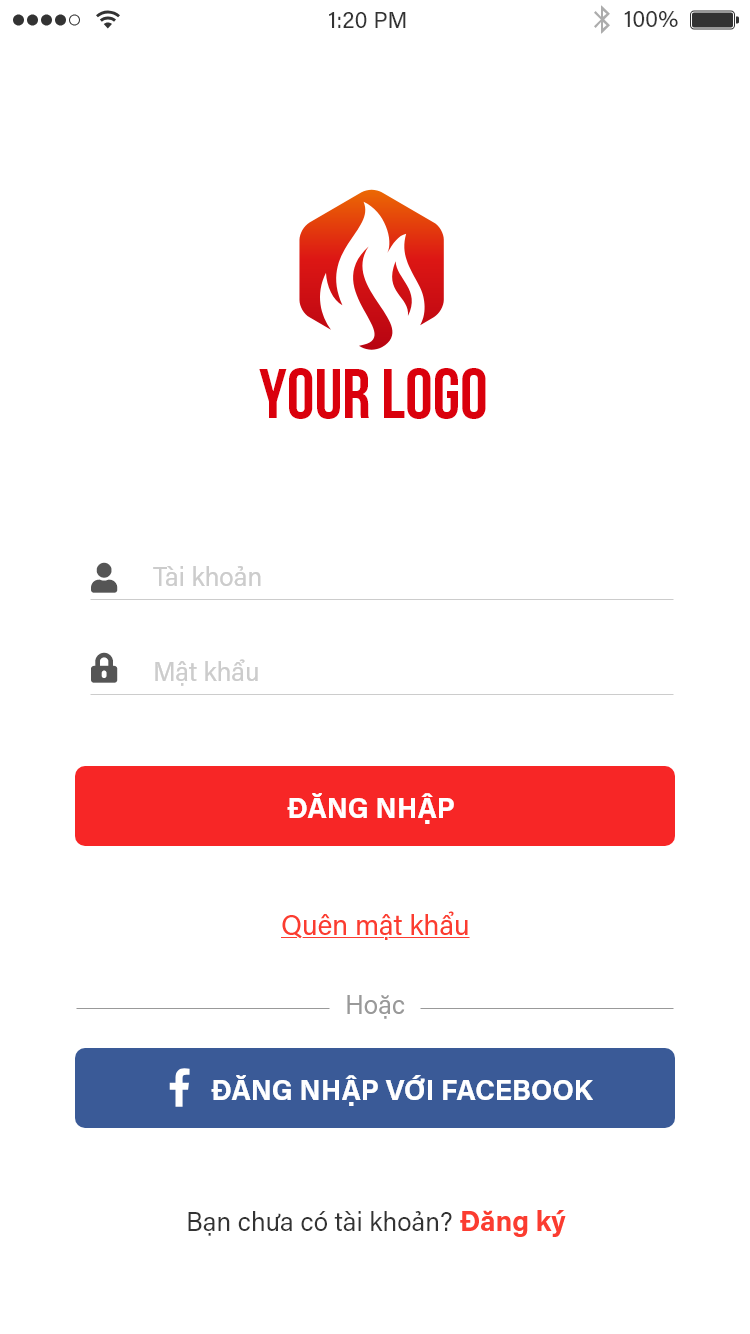 1:20 PM 100%
YOUR LOGO
Tài khoản
Mật khẩu
ĐĂNG NHẬP
Quên mật khẩu
Hoặc
ĐĂNG NHẬP VỚI FACEBOOK
Bạn chưa có tài khoản? Đăng ký